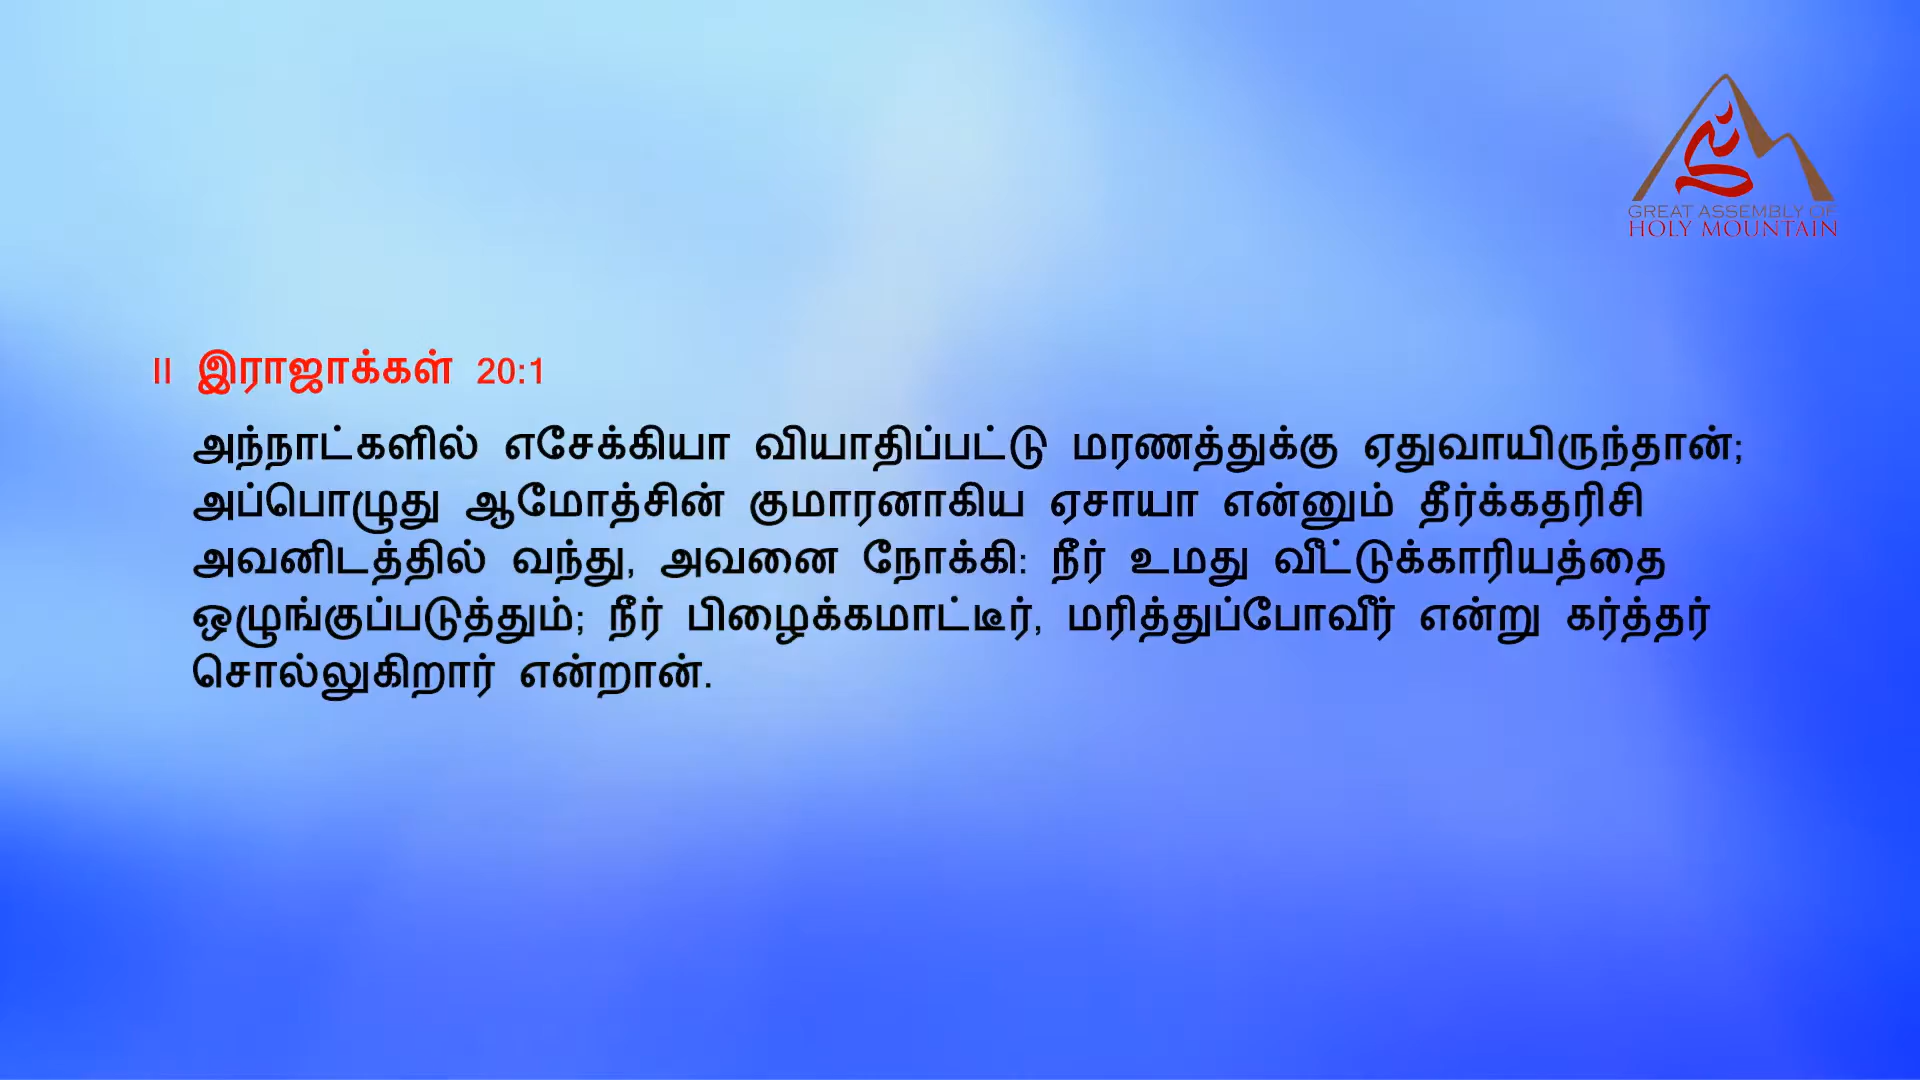 GREAT ASSEMBLY OF
HOLY MOUNTAIN
II இராஜாக்கள் 20:1
அந்நாட்களில் எசேக்கியா வியாதிப்பட்டு மரணத்துக்கு ஏதுவாயிருந்தான்;
அப்பொழுது ஆமோத்சின் குமாரனாகிய ஏசாயா என்னும் தீர்க்கதரிசி
அவனிடத்தில் வந்து, அவனை நோக்கி: நீர் உமது வீட்டுக்காரியத்தை
ஒழுங்குப்படுத்தும்; நீர் பிழைக்கமாட்டீர், மரித்துப்போவீர் என்று கர்த்தர்
சொல்லுகிறார் என்றான்.